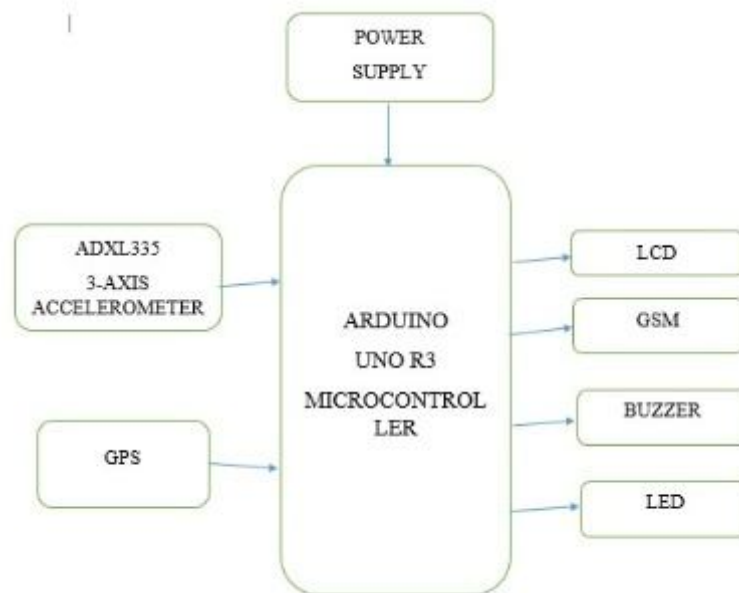 POWER
SUPPLY
ADXL335
3-AXIS
ACCELEROMETER
GPS
ARDUINO
UNO R3
MICROCONTROL
LER
LCD
GSM
BUZZER
LED